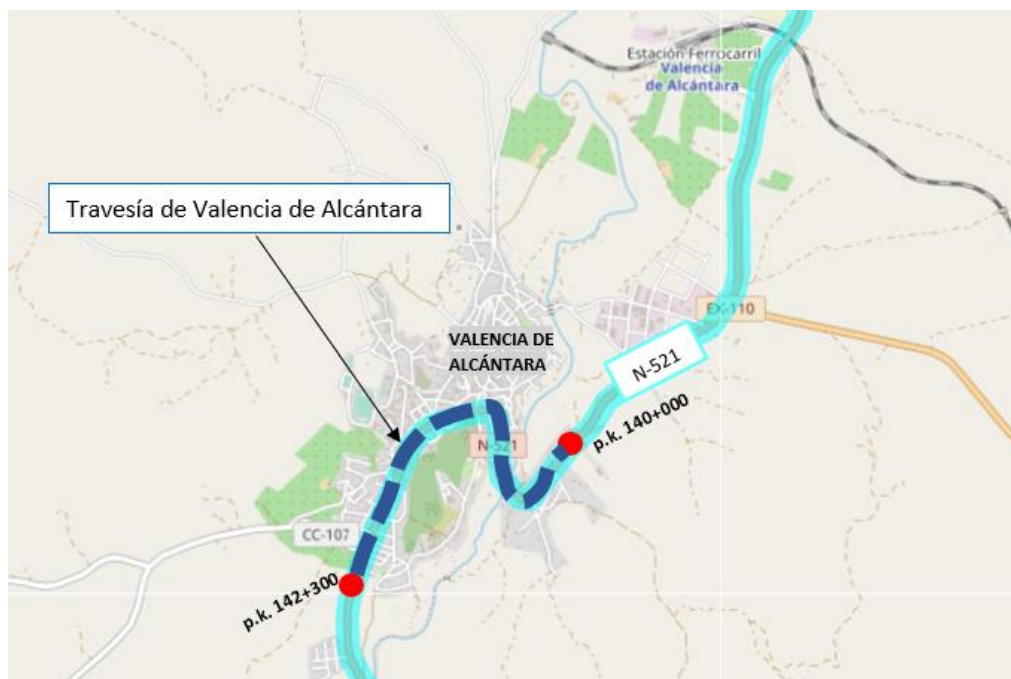 Estación Ferrocarril
Valencia
de Alcántara
Travesía de Valencia de Alcántara
EX-110
VALENCIA DE
ALCÁNTARA
N-521
p.k. 140+000
N-521
CC-107
p.k. 142+300